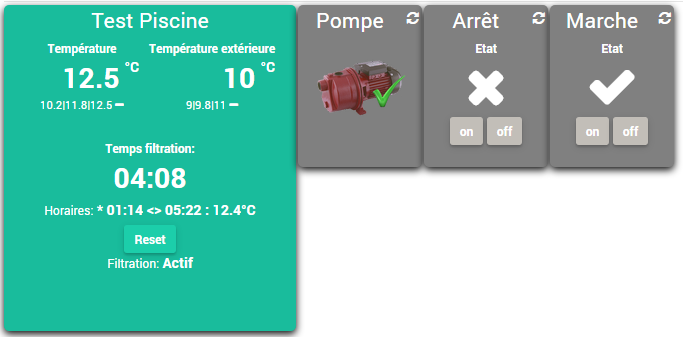 Test Piscine
Température
12.5 °C
10.2|11.8|12.5
Température extérieure
10 °C
9|9.8|11
Temps filtration:
04:08
Horaires: * 01:14 <> 05:22 : 12.4°C
Reset
Filtration: Actif
Pompe
Arrêt
Etat
on off
Marche
Etat
on off